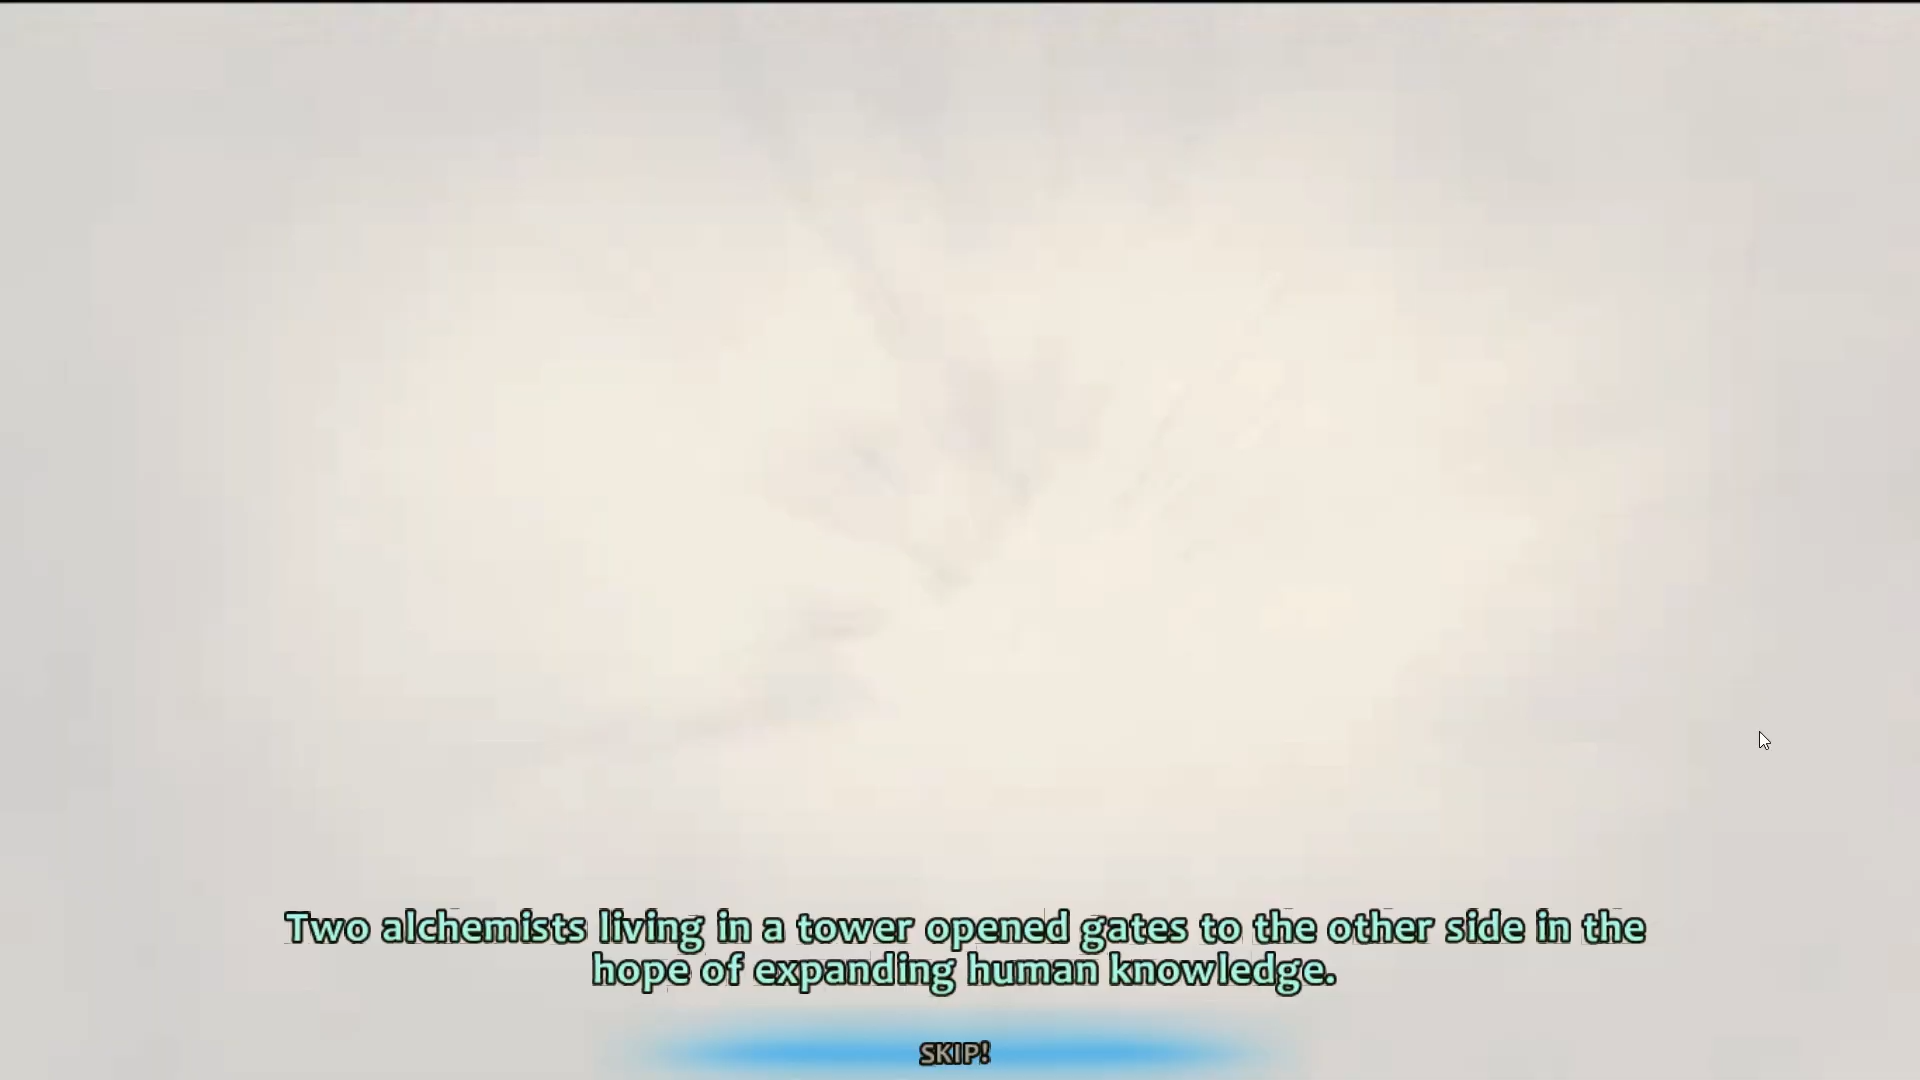 Two alchemists living in a tower opened gates to the other side in the
hope of expanding human knowledge.
SKIP!